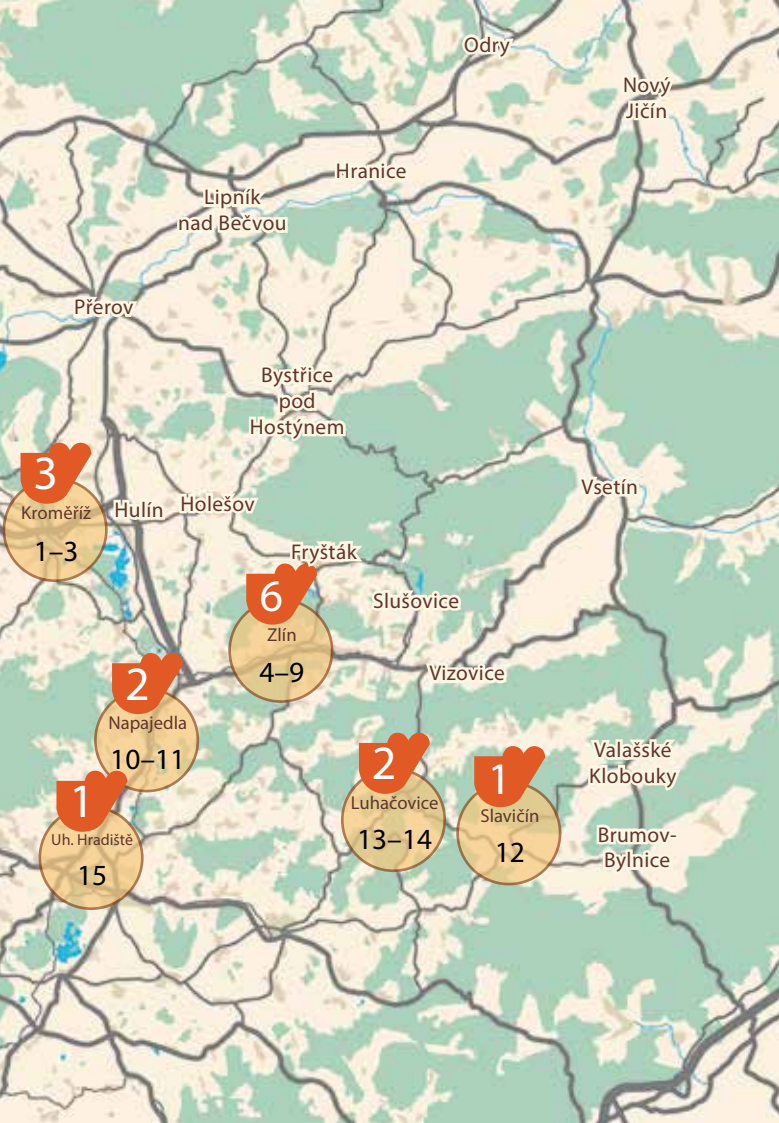 Odry
Nový
Jičín
Hranice
Lipník
nad Bečvou
Přerov
Bystřice
pod
Hostýnem
Vsetín
3
Kroměříž
1–3
Hulín
Holešov
Fryšták
6
Zlín
4–9
Slušovice
Vizovice
2
Napajedla
10–11
2
Luhačovice
13–14
1
Slavičín
12
Valašské
Klobouky
Brumov-
Bylnice
1
Uh. Hradiště
15